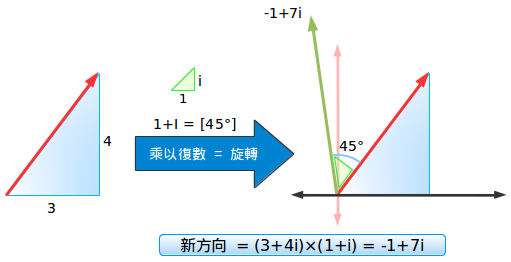 -1+7i
i
1
1+I = [45°]
4
45°
乘以復數 = 旋轉
3
新方向 = (3+4i)×(1+i) = -1+7i